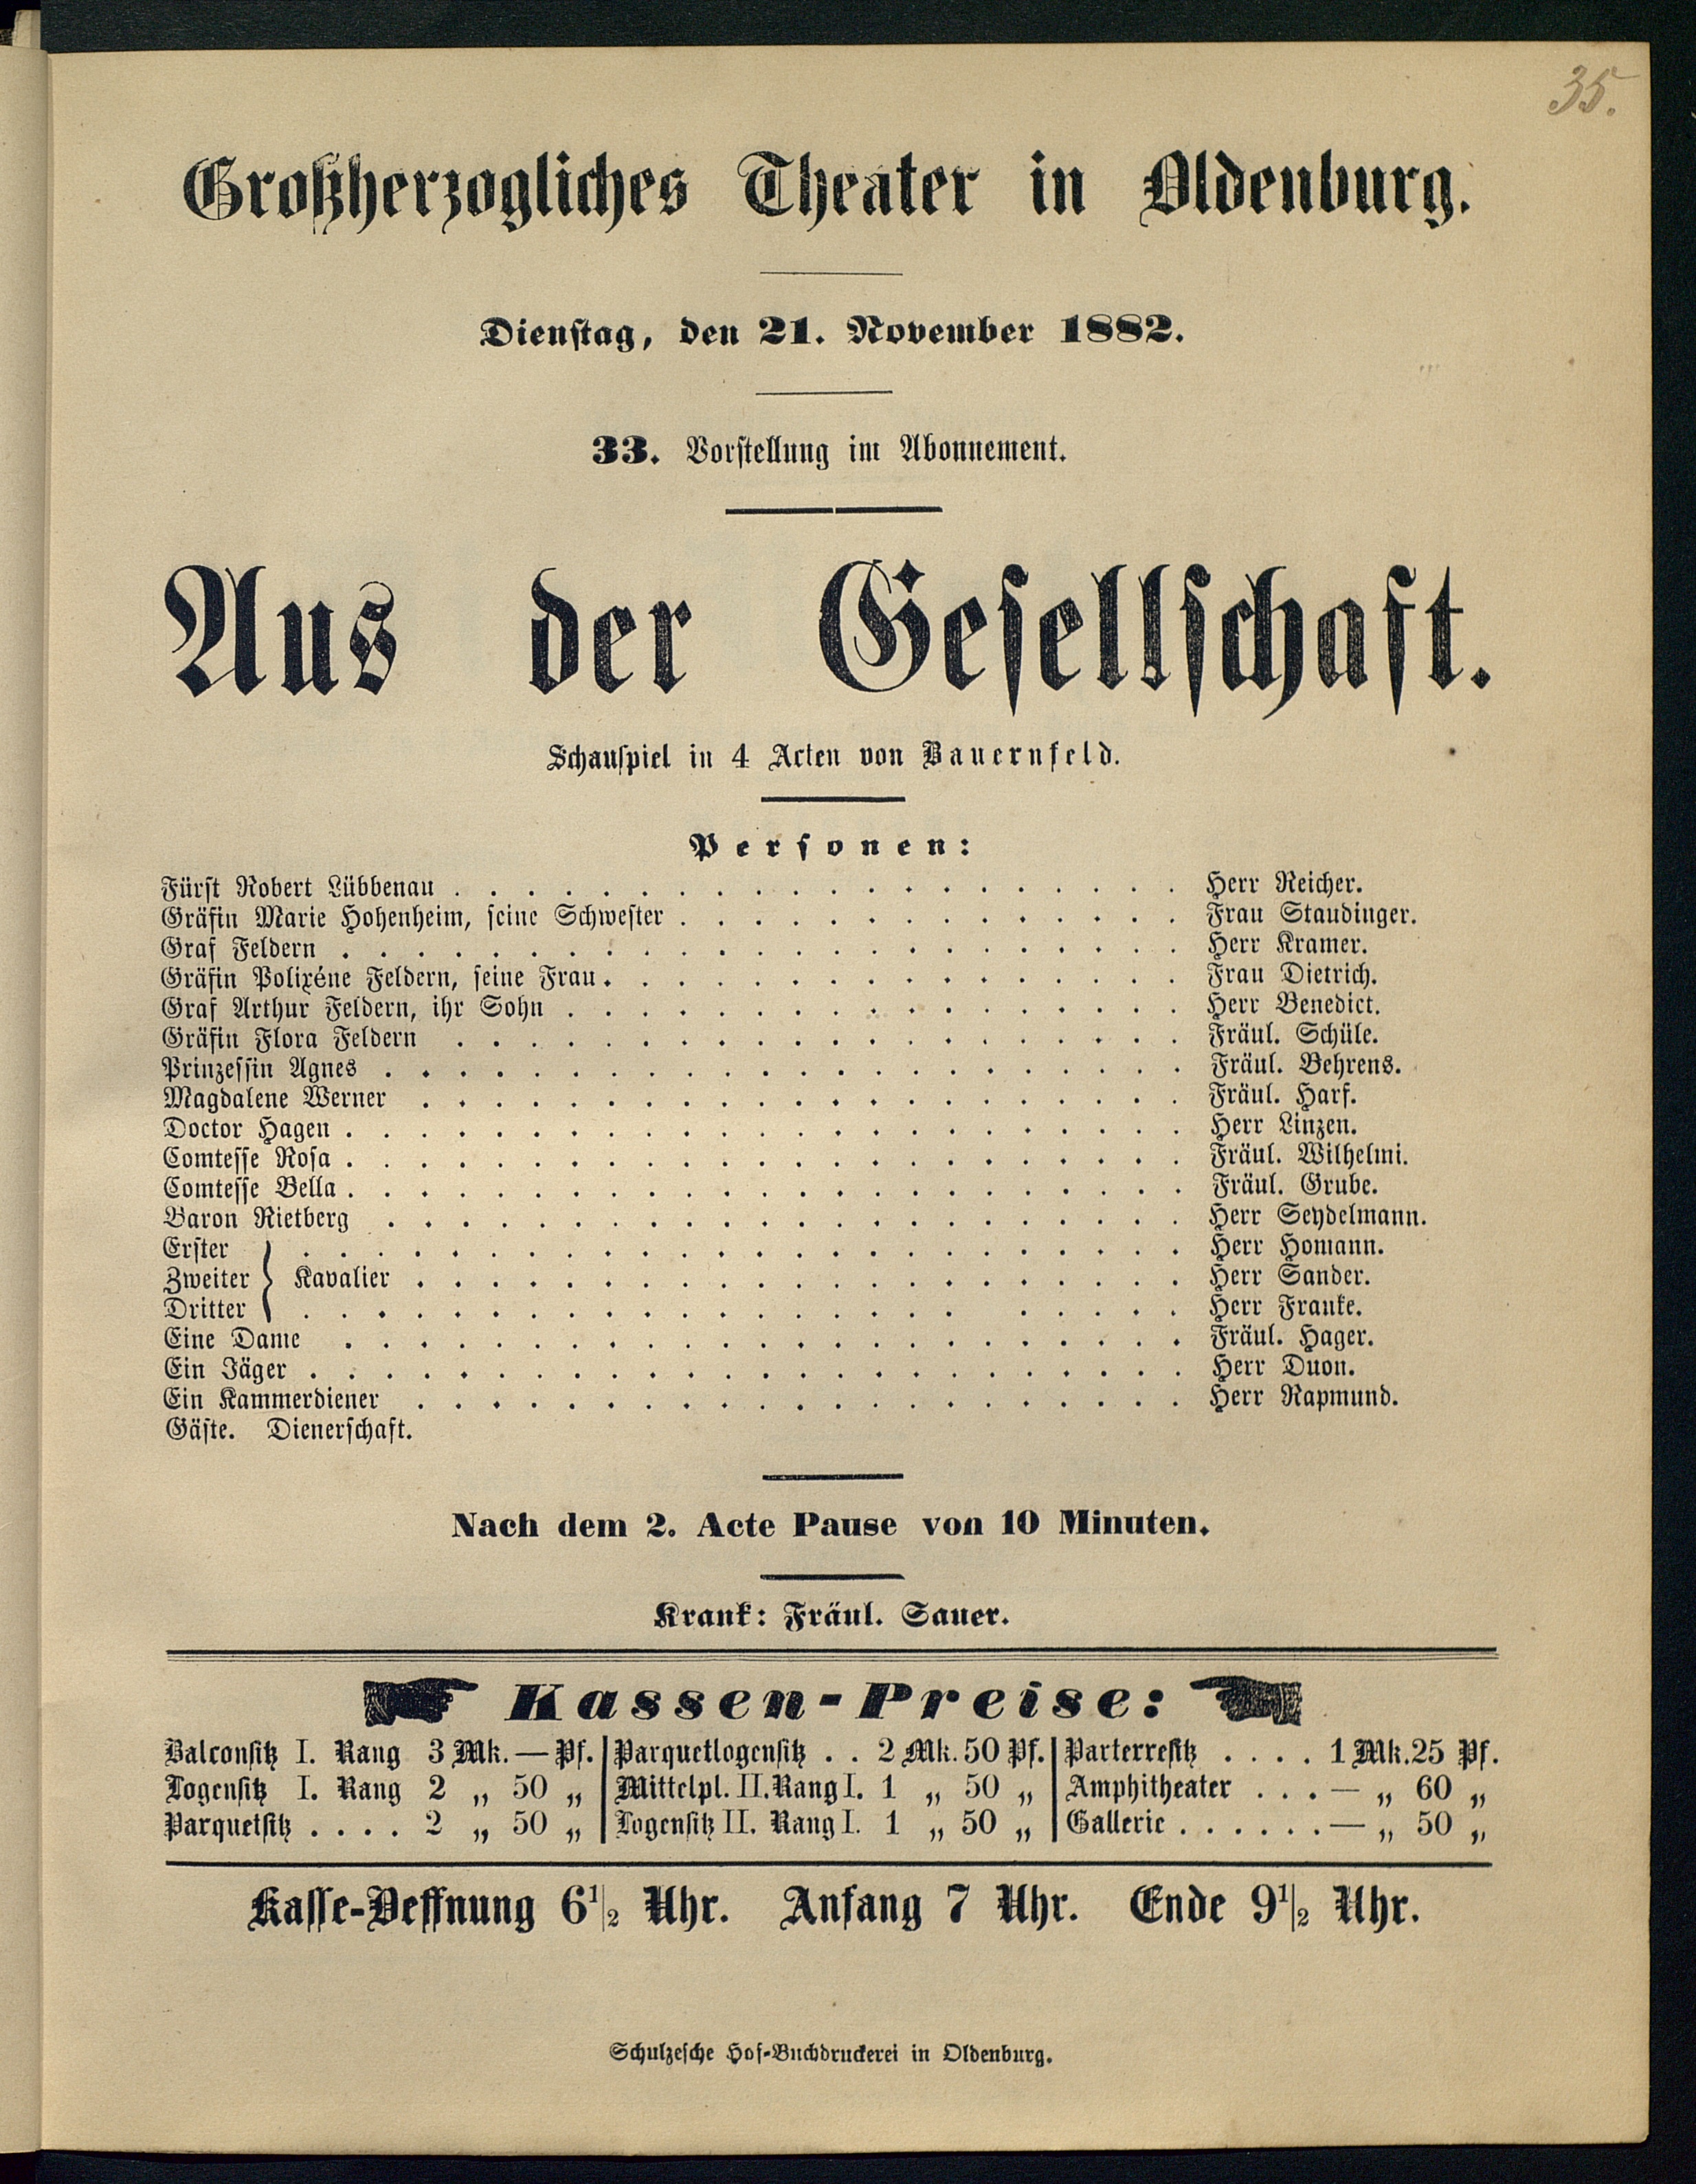 35.
Großherzogliches Theater in Oldenburg.
Dienstag, den 21. November 1882.
33. Vorstellung im Abonnement.
Aus der Gesellschaft.
Schauspiel in 4 Acten von Bauernfeld.
Personen:
Fürst Robert Lübbenau . . . . . . . . . . . . . . . . . . . . Herr Reicher.
Gräfin Marie Hohenheim, seine Schwester . . . . . . . . . . . . . . Frau Staudinger.
Graf Feldern . . . . . . . . . . . . . . . . . . . . . . . Herr Kramer.
Gräfin Polixéne Feldern, seine Frau . . . . . . . . . . . . . . . . Frau Dietrich.
Graf Arthur Feldern, ihr Sohn . . . . . . . . . . . . . . . . . Herr Benedict.
Gräfin Flora Feldern . . . . . . . . . . . . . . . . . . . . Fräul. Schüle.
Prinzessin Agnes . . . . . . . . . . . . . . . . . . . . . . Fräul. Behrens.
Magdalene Werner . . . . . . . . . . . . . . . . . . . . . Fräul. Harf.
Doctor Hagen . . . . . . . . . . . . . . . . . . . . . . . Herr Linzen.
Comtesse Rosa . . . . . . . . . . . . . . . . . . . . . . . Fräul. Wilhelmi.
Comtesse Bella . . . . . . . . . . . . . . . . . . . . . . . Fräul. Grube.
Baron Rietberg . . . . . . . . . . . . . . . . . . . . . . Herr Seydelmann.
Erster . . . . . . . . . . . . . . . . . . . . . . . . Herr Homann.
Zweiter } Kavalier . . . . . . . . . . . . . . . . . . . . . Herr Sander.
Dritter . . . . . . . . . . . . . . . . . . . . . . . Herr Franke.
Eine Dame . . . . . . . . . . . . . . . . . . . . . . . Fräul. Hager.
Ein Jäger . . . . . . . . . . . . . . . . . . . . . . . . Herr Duon.
Ein Kammerdiener . . . . . . . . . . . . . . . . . . . . . Herr Rapmund.
Gäste. Dienerschaft.
Nach dem 2. Acte Pause von 10 Minuten.
Krank: Fräul. Sauer.
Kassen-Preise:
Balconsitz I. Rang 3 Mk. — Pf. | Parquetlogensitz . . 2 Mk. 50 Pf. | Parterresitz . . . . 1 Mk. 25 Pf.
Logensitz I. Rang 2 „ 50 „ | Mittelpl. II. Rang I. 1 „ 50 „ | Amphitheater . . . — „ 60 „
Parquetsitz . . . . 2 „ 50 „ | Logensitz II. Rang I. 1 „ 50 „ | Gallerie . . . . . . — „ 50 „
Kasse-Oeffnung 6 1/2 Uhr. Anfang 7 Uhr. Ende 9 1/2 Uhr.
Schulzesche Hof-Buchdruckerei in Oldenburg.